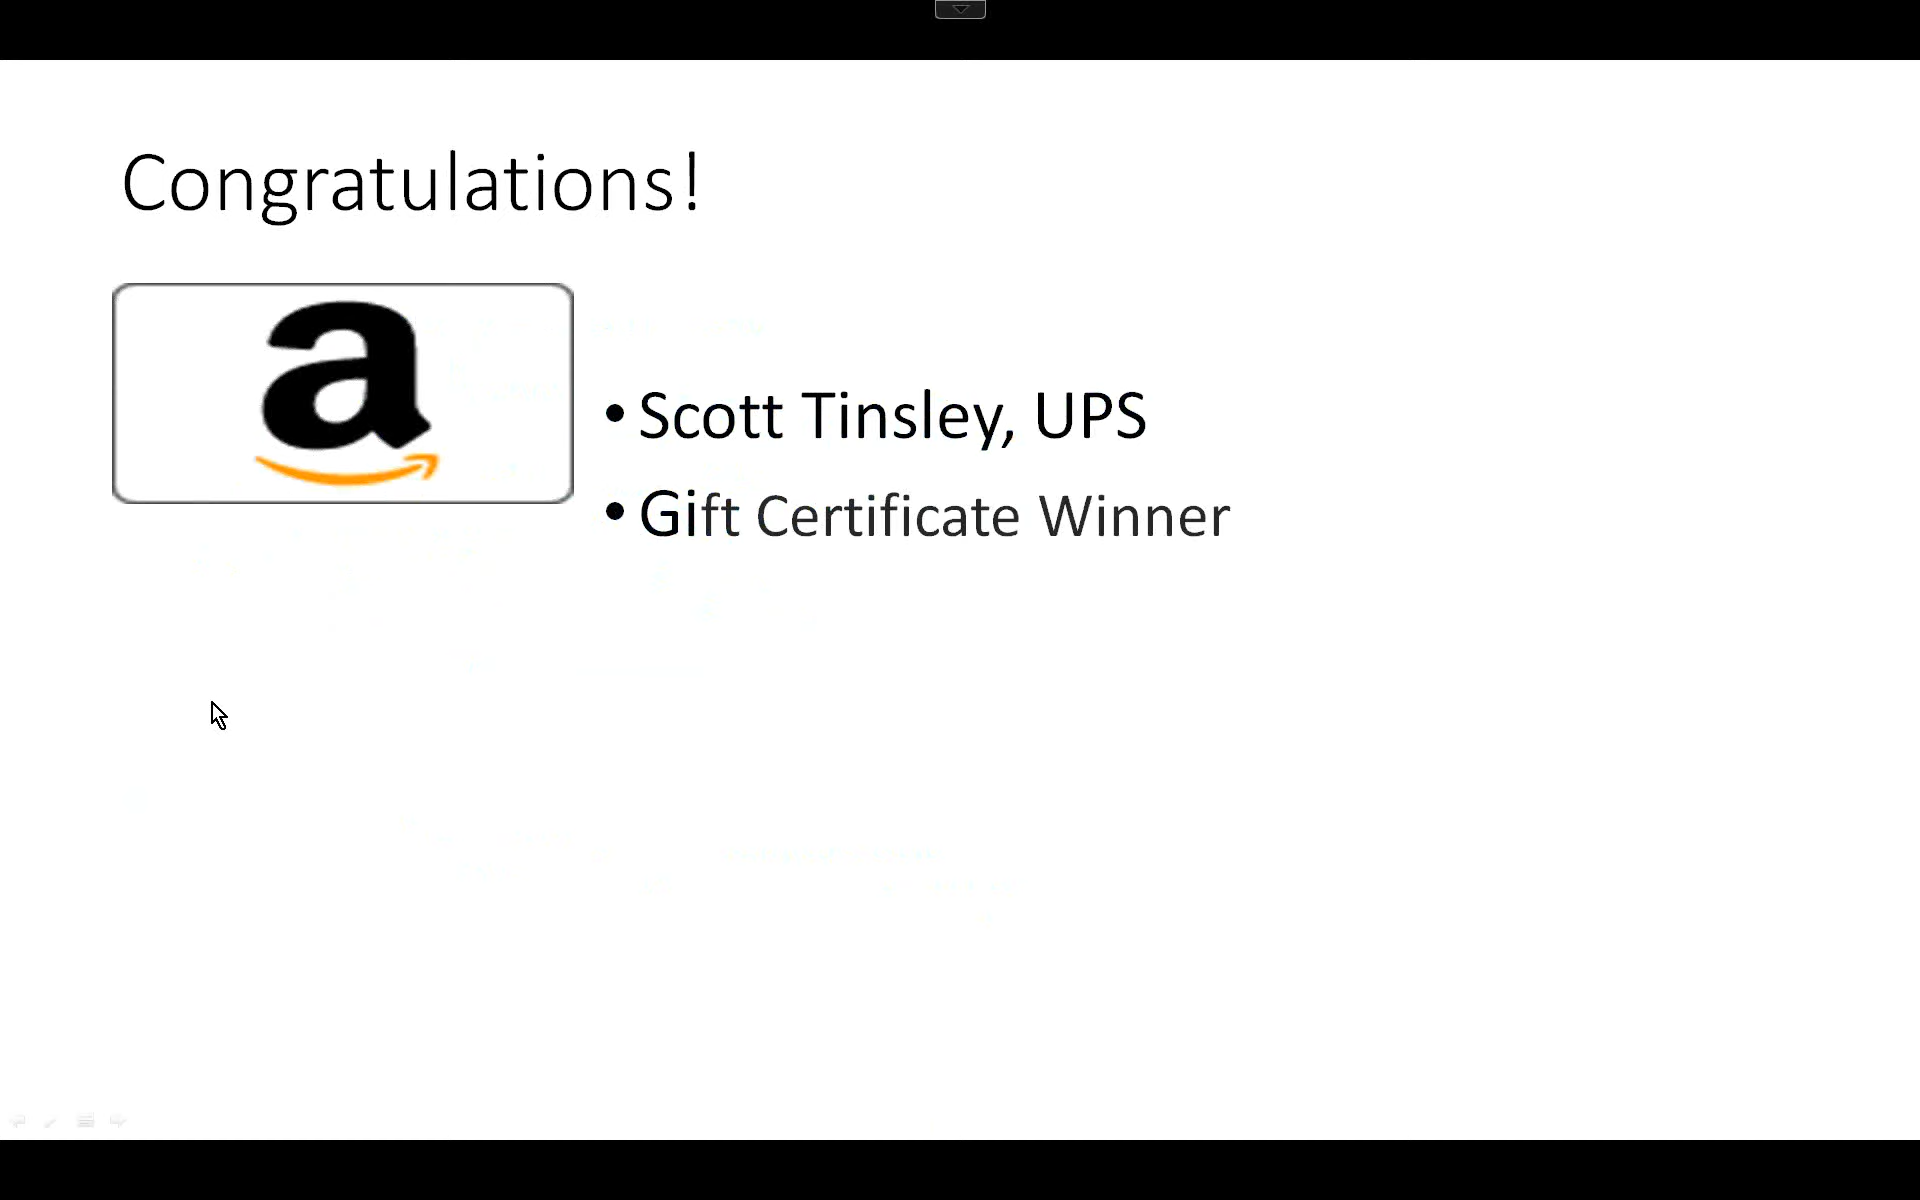 Congratulations!
a
• Scott Tinsley, UPS
• Gift Certificate Winner